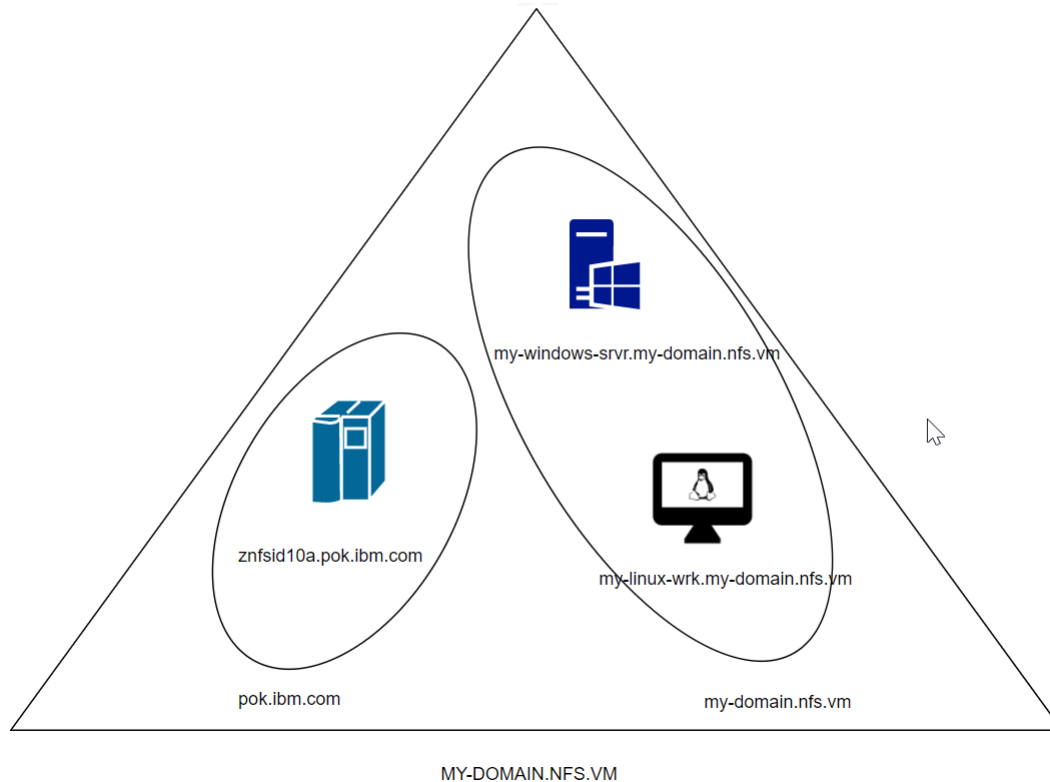 my-windows-srvr.my-domain.nfs.vm
znfsid10a.pok.ibm.com
my-linux-wrk.my-domain.nfs.vm
pok.ibm.com
my-domain.nfs.vm
MY-DOMAIN.NFS.VM